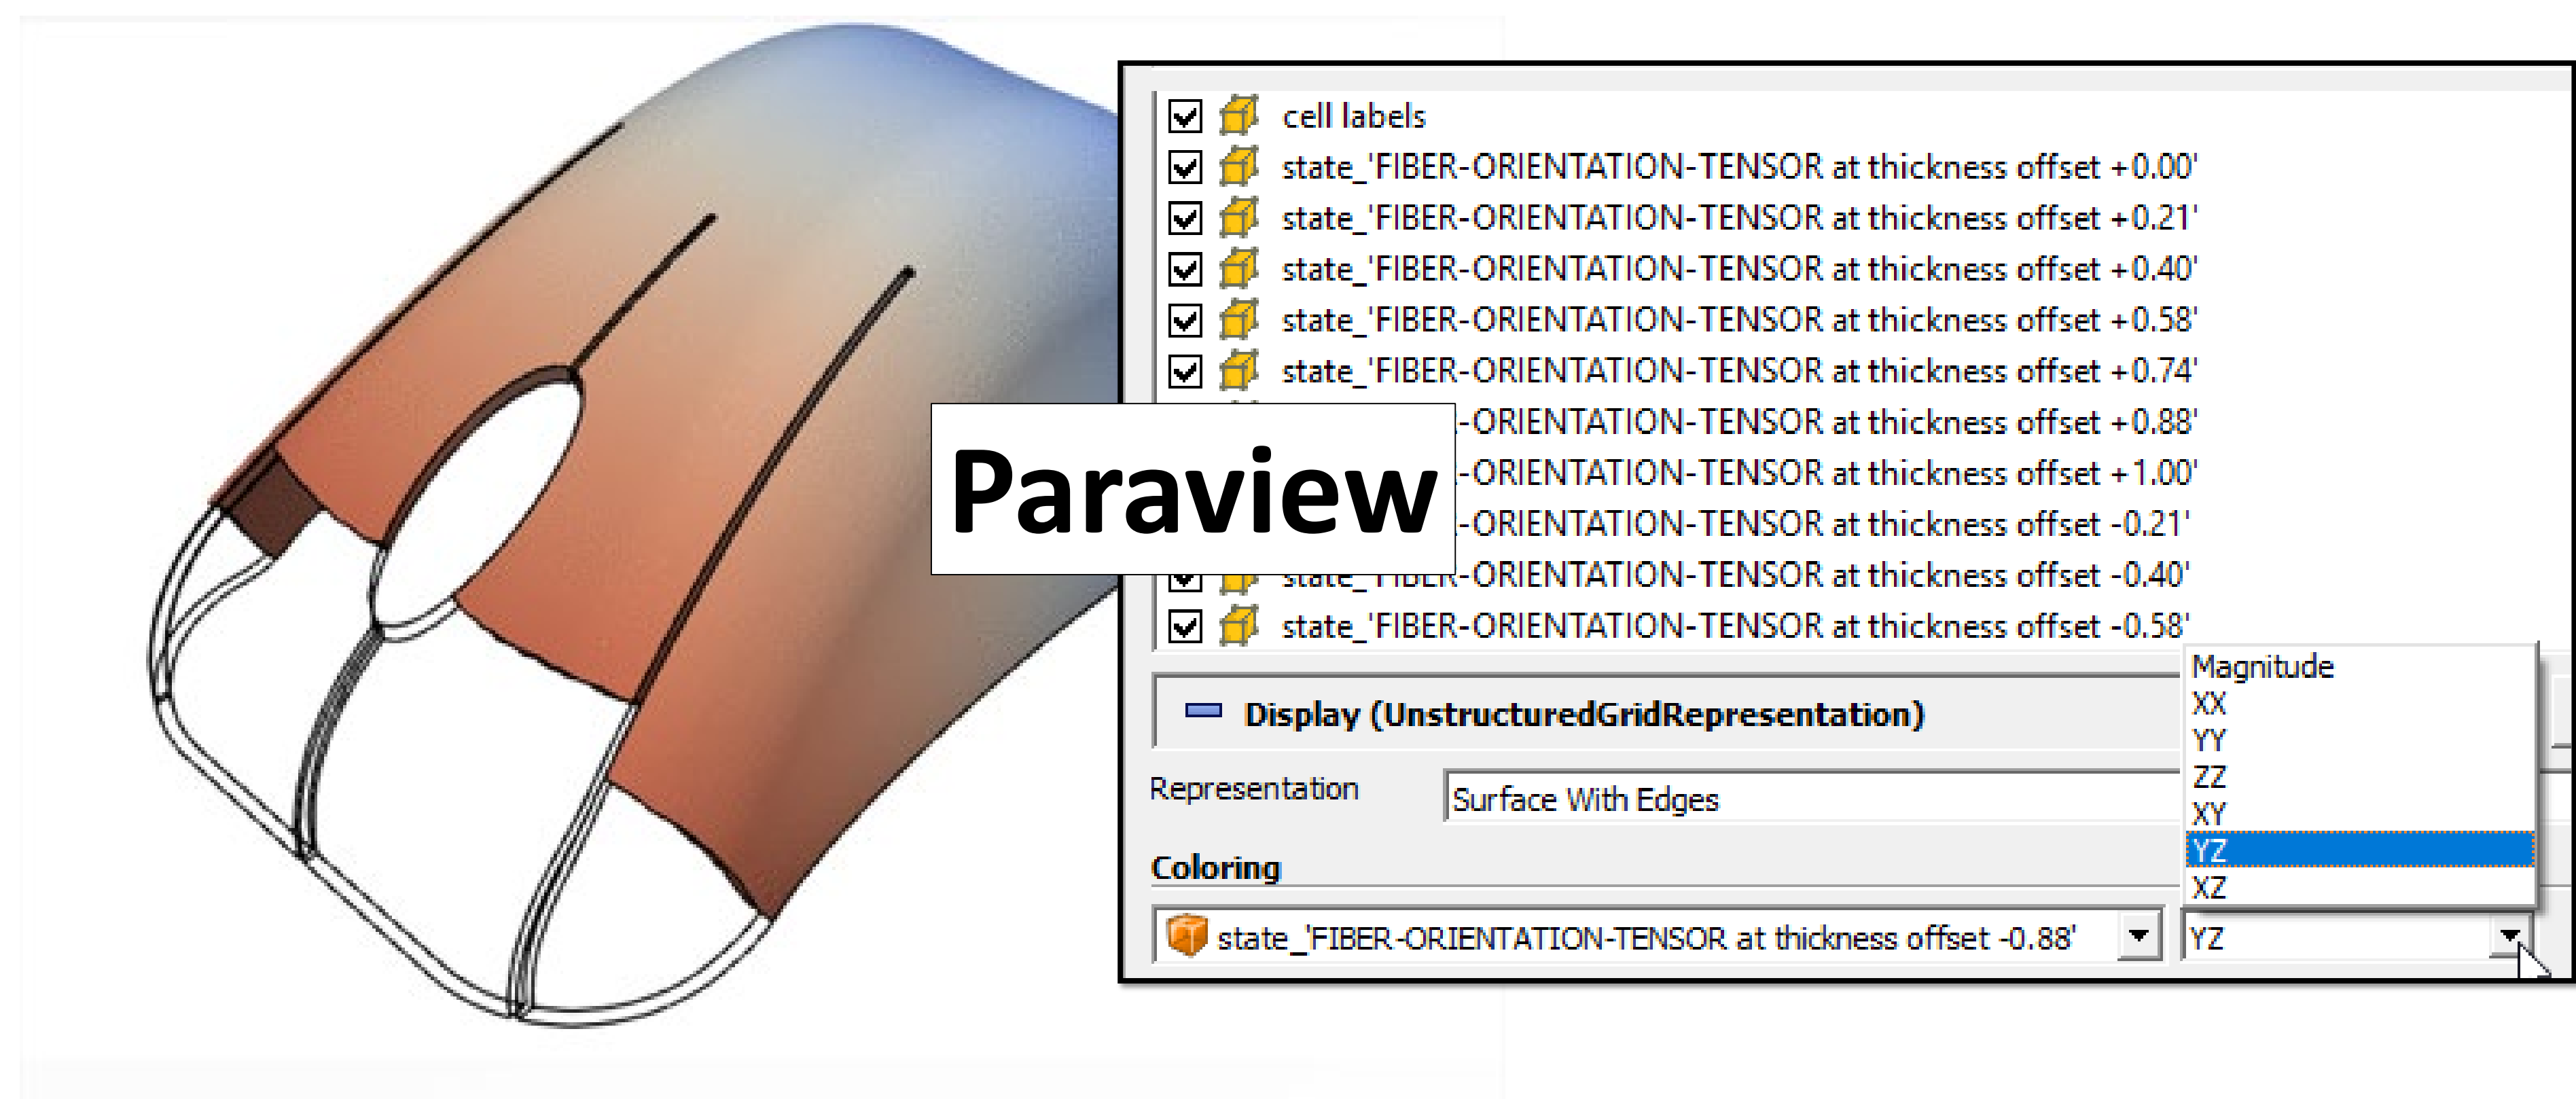 cell labels
state_'FIBER-ORIENTATION-TENSOR at thickness offset +0.00'
state_'FIBER-ORIENTATION-TENSOR at thickness offset +0.21'
state_'FIBER-ORIENTATION-TENSOR at thickness offset +0.40'
state_'FIBER-ORIENTATION-TENSOR at thickness offset +0.58'
state_'FIBER-ORIENTATION-TENSOR at thickness offset +0.74'
-ORIENTATION-TENSOR at thickness offset +0.88'
-ORIENTATION-TENSOR at thickness offset +1.00'
Paraview
-ORIENTATION-TENSOR at thickness offset -0.21'
state_'FIBER-ORIENTATION-TENSOR at thickness offset -0.40'
state_'FIBER-ORIENTATION-TENSOR at thickness offset -0.58'
Magnitude
XX
YY
ZZ
XY
YZ
XZ
Display (UnstructuredGridRepresentation)
Representation
Surface With Edges
Coloring
state_'FIBER-ORIENTATION-TENSOR at thickness offset -0.88'
YZ